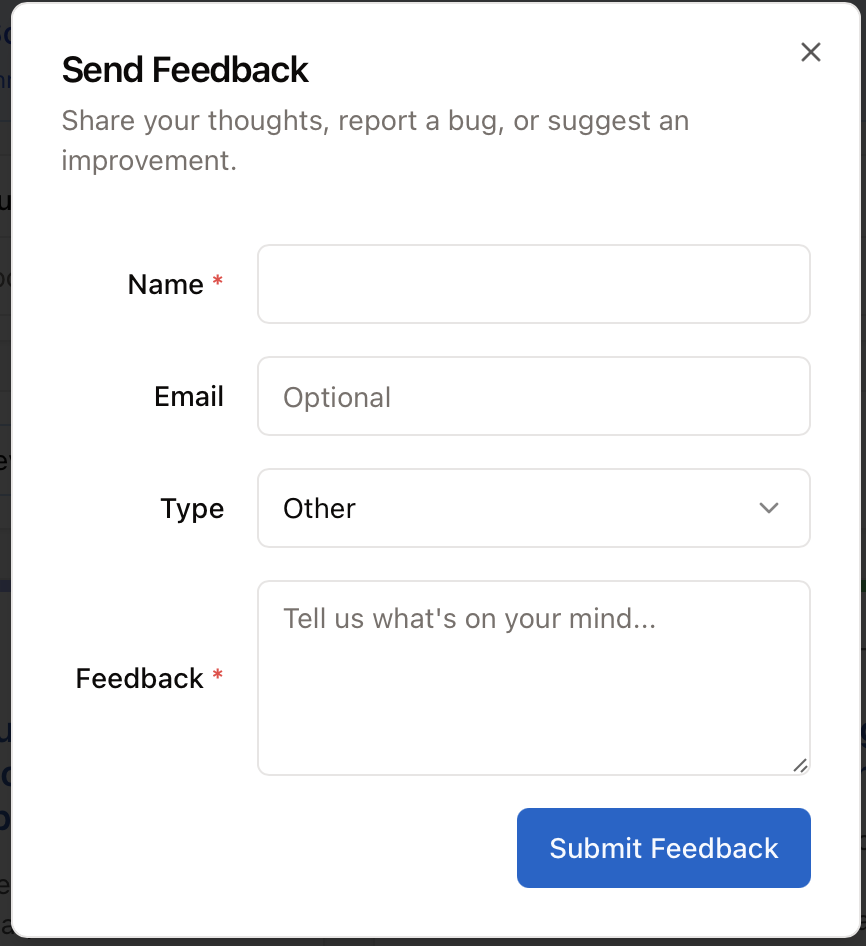 Send Feedback
Share your thoughts, report a bug, or suggest an
improvement.
Name *
Email
Optional
Type
Other
Tell us what's on your mind...
Feedback *
Submit Feedback